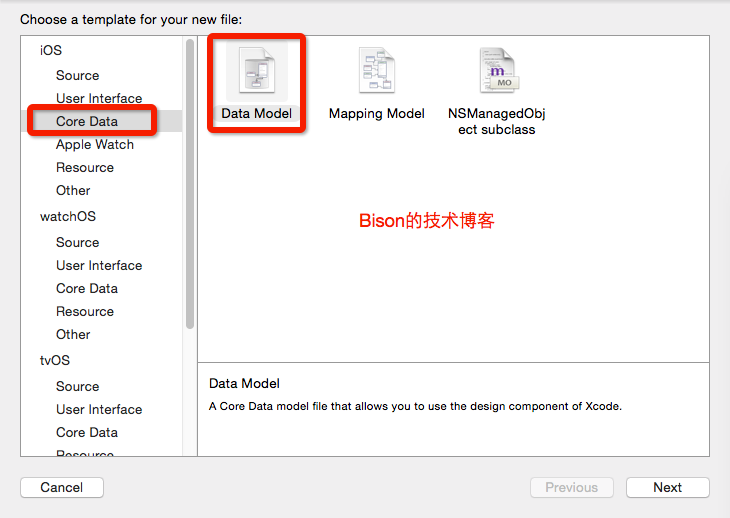 Choose a template for your new file:
iOS
Source
User Interface
Core Data
Apple Watch
Resource
Other
watchOS
Source
User Interface
Core Data
Resource
Other
tvOS
Source
User Interface
Core Data
Resource
Data Model
Mapping Model
MO
NSManagedObj
ect subclass
Bison的技术博客
Data Model
A Core Data model file that allows you to use the design component of Xcode.
Cancel
Previous
Next